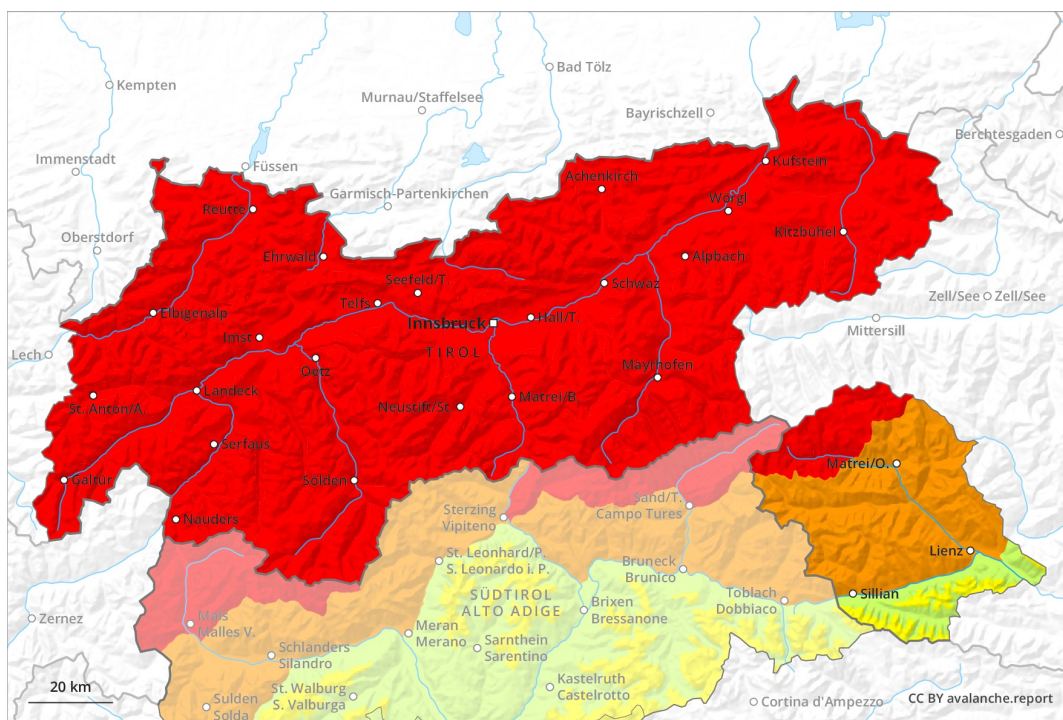 Kempten
Bad Tölz
Murnau/Staffelsee
Bayrischzell
Berchtesgaden
Immenstadt
Füssen
Garmisch-Partenkirchen
Achenkirch
Kufstein
Reutte
Wörgl
Oberstdorf
Kitzbühel
Ehrwald
Alpbach
Seefeld/T.
Schwaz
Telfs
Zell/See
Zell/See
Elbigenalp
Innsbruck
Hall/T.
Mittersill
Imst
Lech
TIROL
Oetz
Mayrhofen
Landeck
St. Anton/A.
Neustift/St.
Matrei/B.
Serfaus
Matrei/O.
Galtür
Sölden
Sand/T.
Campo Tures
Sterzing
Vipiteno
Nauders
Lienz
St. Leonhard/P.
S. Leonardo i. P.
Bruneck
Brunico
SÜDTIROL
ALTO ADIGE
Toblach
Dobbiaco
Sillian
Brixen
Bressanone
Zernez
Mals
Malles V.
Meran
Merano
Sarnthein
Sarentino
Schlanders
Silandro
20 km
St. Walburg
S. Valburga
Kastelruth
Castelrotto
Sulden
Solda
Cortina d'Ampezzo
CC BY avalanche.report